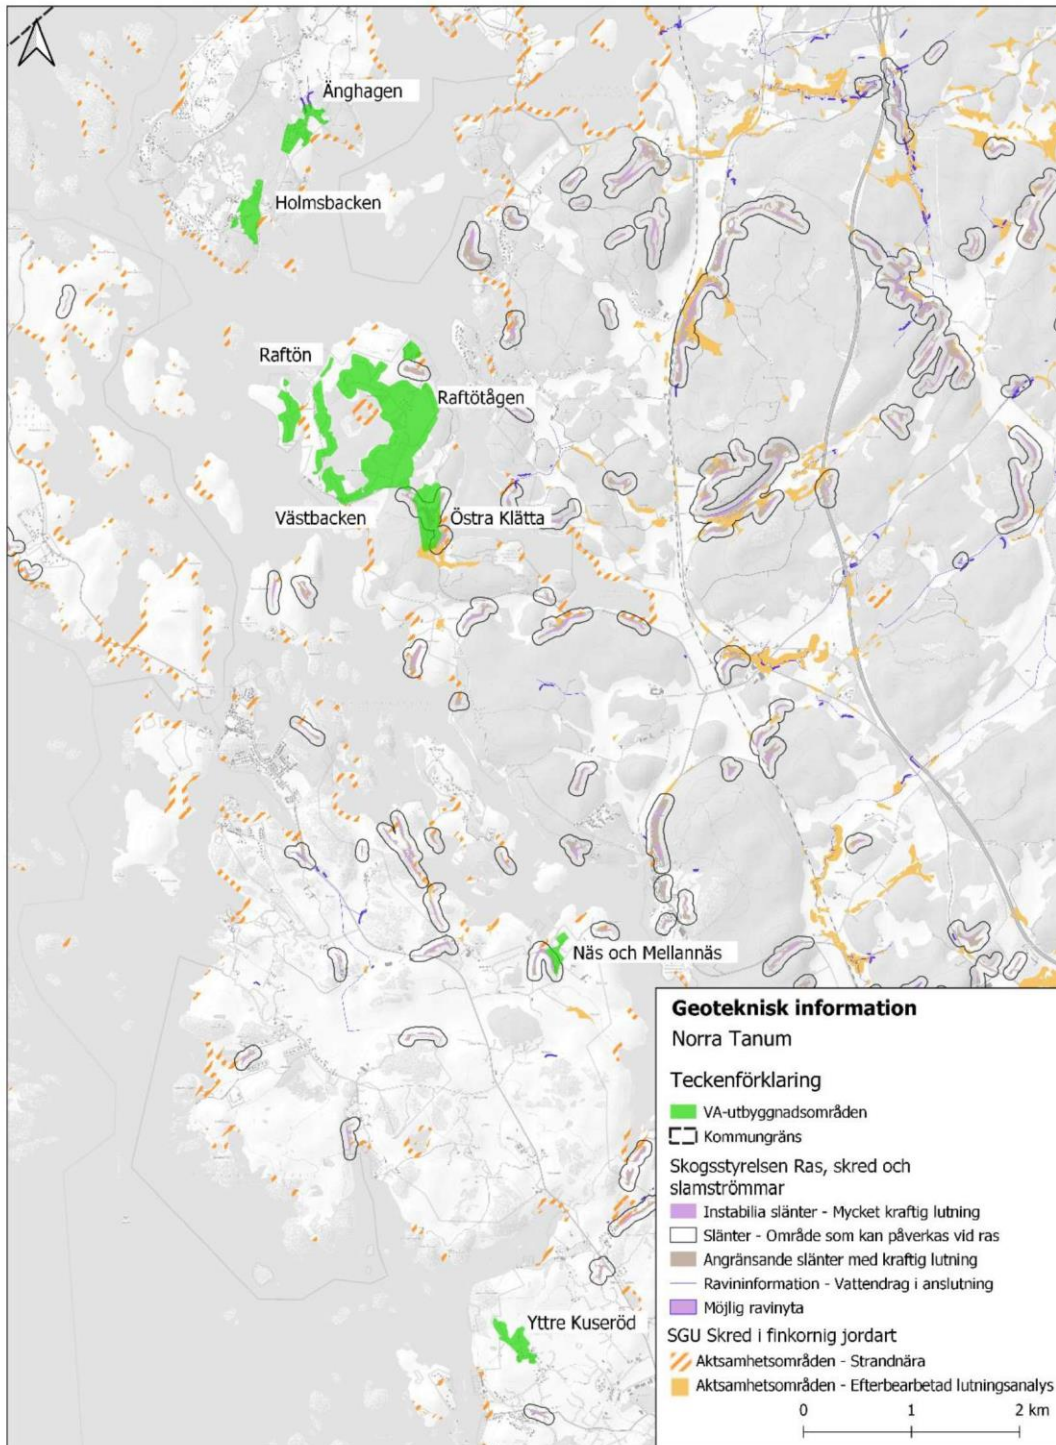 Änghagen
Holmsbacken
Raftön
Raftötågen
Västbacken
Östra Klätta
Näs och Mellannäs
Yttre Kuseröd
Geoteknisk information
Norra Tanum
Teckenförklaring
VA-utbyggnadsområden
Kommungräns
Skogsstyrelsen Ras, skred och
slamströmmar
Instabilia slänter - Mycket kraftig lutning
Slänter - Område som kan påverkas vid ras
Angränsande slänter med kraftig lutning
Ravininformation - Vattendrag i anslutning
Möjlig ravinyta
SGU Skred i finkornig jordart
Aktsamhetsområden - Strandnära
Aktsamhetsområden - Efterbearbetad lutningsanalys
0 1 2 km